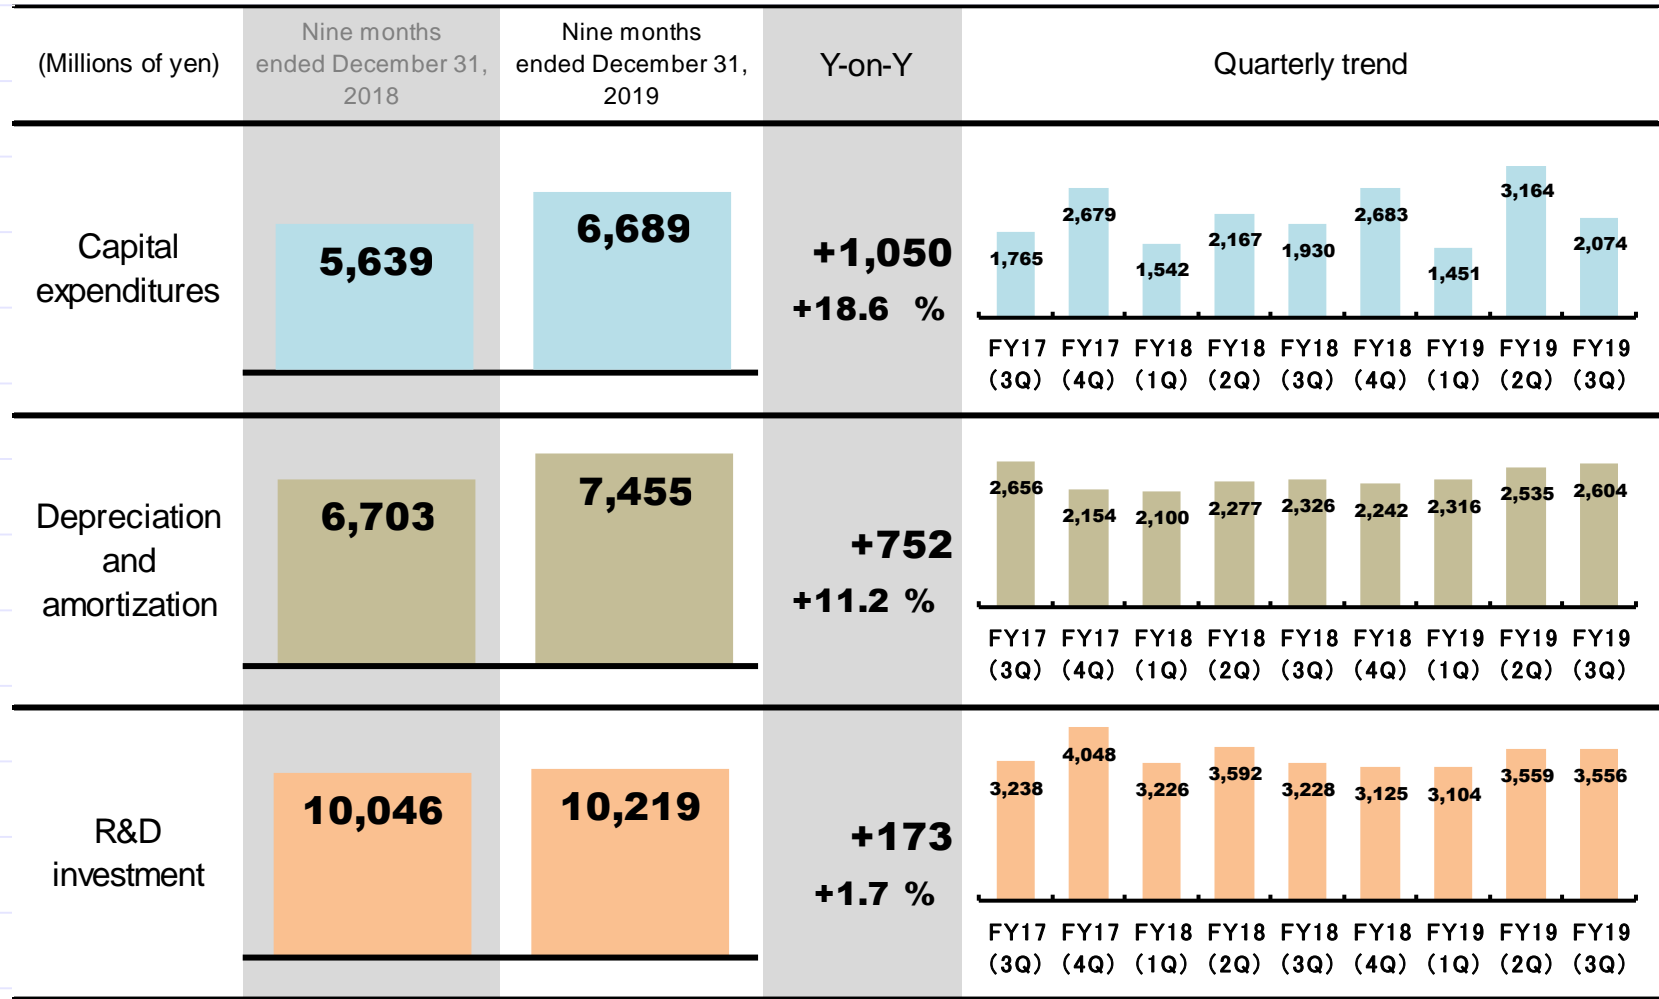 (Millions of yen)
Nine months
ended December 31,
2018
Nine months
ended December 31,
2019
Y-on-Y
Quarterly trend
Capital
expenditures
5,639
6,689
+1,050
+18.6 %
1,765 2,679 1,542 2,167 1,930 2,683 1,451 3,164 2,074
FY17 FY17 FY18 FY18 FY18 FY18 FY19 FY19 FY19
(3Q) (4Q) (1Q) (2Q) (3Q) (4Q) (1Q) (2Q) (3Q)
Depreciation
and
amortization
6,703
7,455
+752
+11.2 %
2,656 2,154 2,100 2,277 2,326 2,242 2,316 2,535 2,604
FY17 FY17 FY18 FY18 FY18 FY18 FY19 FY19 FY19
(3Q) (4Q) (1Q) (2Q) (3Q) (4Q) (1Q) (2Q) (3Q)
R&D
investment
10,046
10,219
+173
+1.7 %
3,238 4,048 3,226 3,592 3,228 3,125 3,104 3,559 3,556
FY17 FY17 FY18 FY18 FY18 FY18 FY19 FY19 FY19
(3Q) (4Q) (1Q) (2Q) (3Q) (4Q) (1Q) (2Q) (3Q)